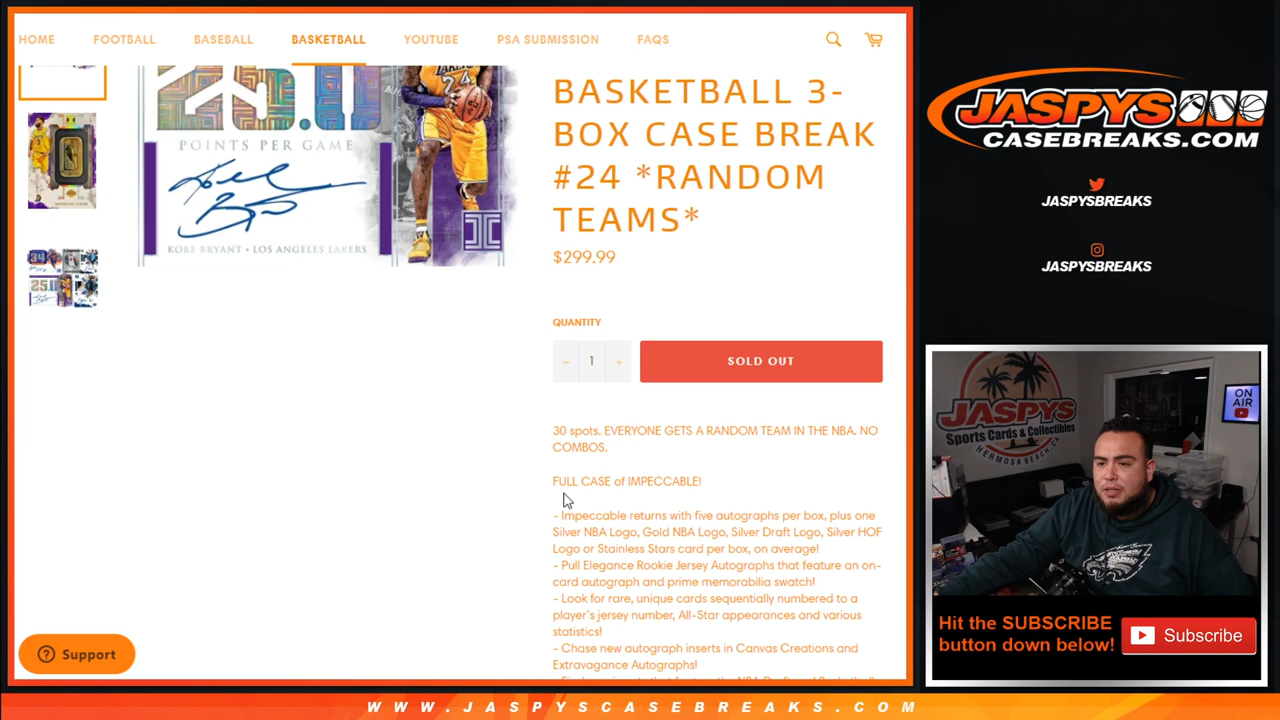 HOME FOOTBALL BASEBALL BASKETBALL YOUTUBE PSA SUBMISSION FAQS
25.0
POINTS PER GAME
KOBE BRYANT • LOS ANGELES LAKERS
24
BASKETBALL 3-
BOX CASE BREAK
#24 *RANDOM
TEAMS*
$299.99
QUANTITY
− 1 +
SOLD OUT
30 spots. EVERYONE GETS A RANDOM TEAM IN THE NBA. NO
COMBOS.
FULL CASE of IMPECCABLE!
- Impeccable returns with five autographs per box, plus one
Silver NBA Logo, Gold NBA Logo, Silver Draft Logo, Silver HOF
Logo or Stainless Stars card per box, on average!
- Pull Elegance Rookie Jersey Autographs that feature an on-
card autograph and prime memorabilia swatch!
- Look for rare, unique cards sequentially numbered to a
player's jersey number, All-Star appearances and various
statistics!
- Chase new autograph inserts in Canvas Creations and
Extravagance Autographs!
Support
JASPYS
CASEBREAKS.COM
JASPYSBREAKS
JASPYSBREAKS
JASPYS
Sports Cards & Collectibles
HERMOSA BEACH, CA
ON
AIR
Hit the SUBSCRIBE
button down below!
Subscribe
WWW.JASPYSCASEBREAKS.COM